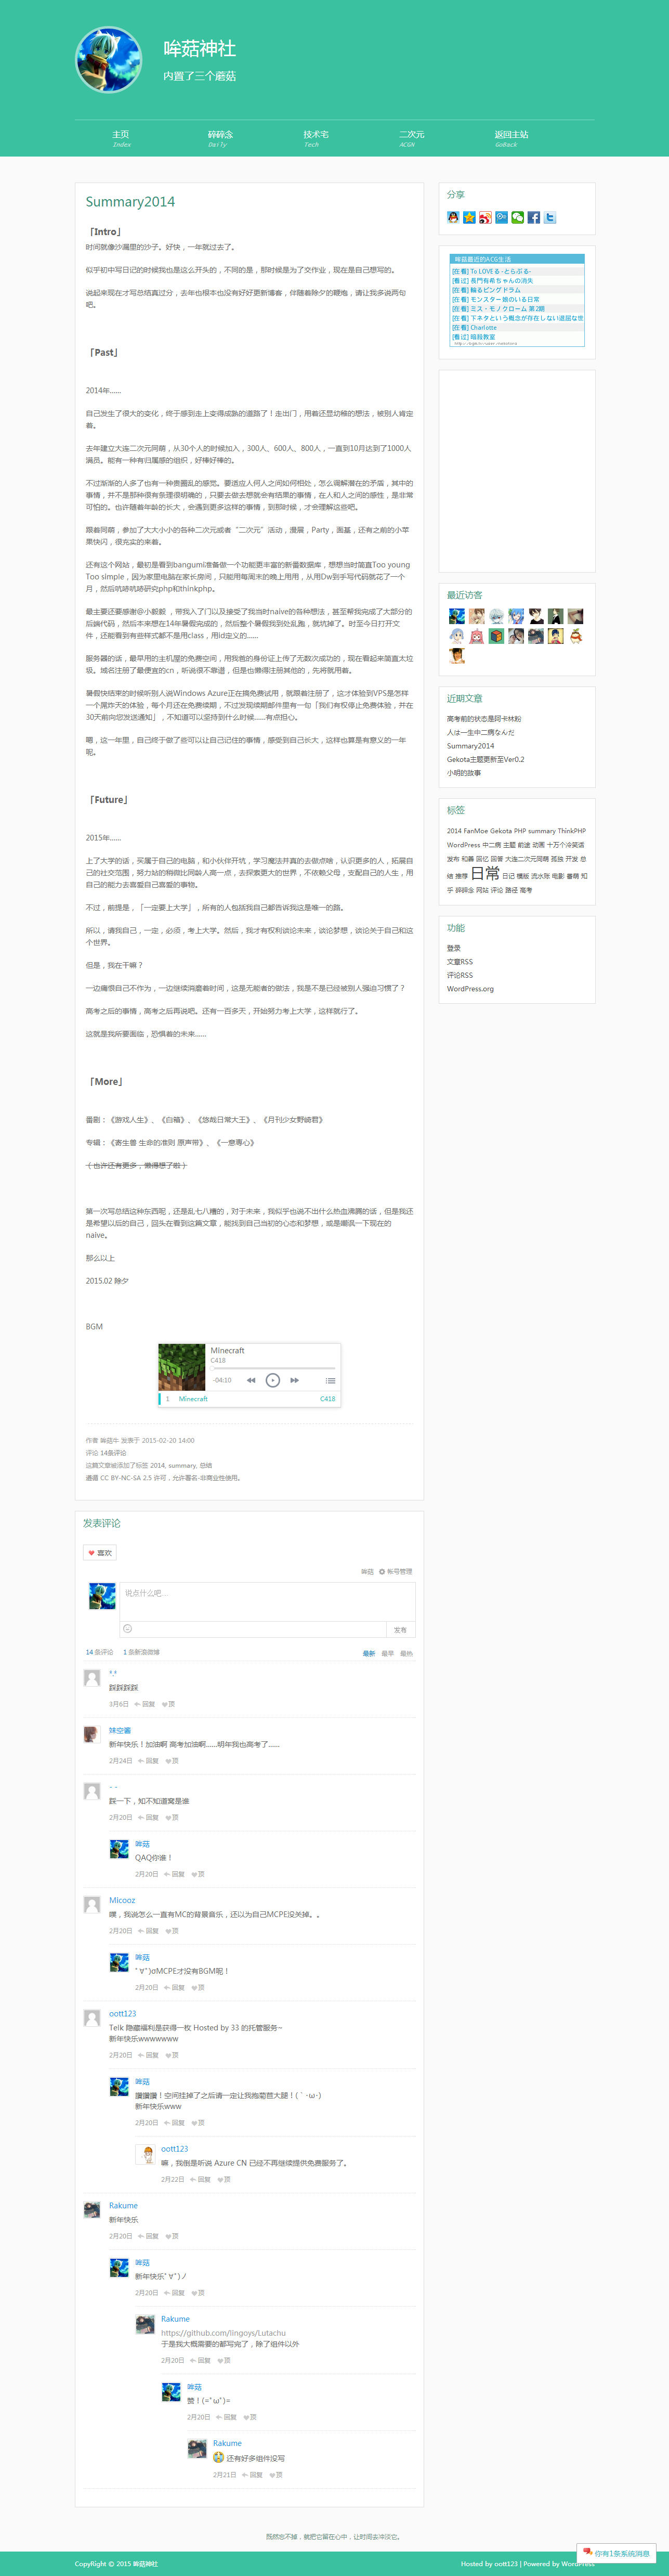 哞菇神社
内置了三个蘑菇
主页
Index
碎碎念
Daily
技术宅
Tech
二次元
ACGN
返回主站
GoBack
Summary2014
「Intro」
时间就像沙漏里的沙子。好快，一年就过去了。
似乎初中写日记的时候我也是这么开头的，不同的是，那时候是为了交作业，现在是自己想写的。
说起来现在才写总结真过分，去年也根本也没有好好更新博客，伴随着除夕的鞭炮，请让我多说两句
吧。
「Past」
2014年……
自己发生了很大的变化，终于感到走上变得成熟的道路了！走出门，用着还显幼稚的想法，被别人肯定
着。
去年建立大连二次元同萌，从30个人的时候加入，300人、600人、800人，一直到10月达到了1000人
满员。能有一种有归属感的组织，好棒好棒的。
不过渐渐的人多了也有一种贵圈乱的感觉。要适应人何人之间如何相处，怎么调解潜在的矛盾，其中的
事情，并不是那种很有条理很明确的，只要去做去想就会有结果的事情，在人和人之间的感性，是非常
可怕的。也许随着年龄的长大，会遇到更多这样的事情，到那时候，才会理解这些吧。
跟着同萌，参加了大大小小的各种二次元或者“二次元”活动，漫展，Party，面基，还有之前的小苹
果快闪，很充实的来着。
还有这个网站，最初是看到bangumi准备做一个功能更丰富的新番数据库，想想当时简直Too young
Too simple，因为家里电脑在家长房间，只能用每周末的晚上用用，从用Dw到手写代码就花了一个
月，然后吭哧吭哧研究php和thinkphp。
最主要还要感谢@小毅毅 ，带我入了门以及接受了我当时naive的各种想法，甚至帮我完成了大部分的
后端代码，然后本来想在14年暑假完成的，然后整个暑假我到处乱跑，就坑掉了。时至今日打开文
件，还能看到有些样式都不是用class，用id定义的……
服务器的话，最早用的主机屋的免费空间，用我爸的身份证上传了无数次成功的，现在看起来简直太垃
圾。域名注册了最便宜的cn，听说很不靠谱，但是也懒得注册其他的，先将就用着。
暑假快结束的时候听别人说Windows Azure正在搞免费试用，就果断注册了，这才体验到VPS是怎样
一个屌炸天的体验，每个月还在免费续期，不过发现续期邮件里有一句「我们有权停止免费体验，并在
30天前向您发送通知」，不知道可以坚持到什么时候……有点担心。
嗯，这一年里，自己终于做了些可以让自己记住的事情，感受到自己长大，这样也算是有意义的一年
呢。
「Future」
2015年……
上了大学的话，买属于自己的电脑，和小伙伴开坑，学习魔法并真的去做点啥，认识更多的人，拓展自
己的社交范围，努力站的稍微比同龄人高一点，去探索更大的世界，不依赖父母，支配自己的人生，用
自己的能力去喜爱自己喜爱的事物。
不过，前提是，「一定要上大学」，所有的人包括我自己都告诉我这是唯一的路。
所以，请我自己，一定，必须，考上大学。然后，我才有权利谈论未来，谈论梦想，谈论关于自己和这
个世界。
但是，我在干嘛？
一边痛恨自己不作为，一边继续消磨着时间，这是无能者的做法，我是不是已经被别人强迫习惯了？
高考之后的事情，高考之后再说吧。还有一百多天，开始努力考上大学，这样就行了。
这就是我所要面临，恐惧着的未来……
「More」
番剧：《游戏人生》、《白箱》、《悠哉日常大王》、《月刊少女野崎君》
专辑：《寄生兽 生命的准则 原声带》、《一意専心》
（也许还有更多，懒得想了啦）
第一次写总结这种东西呢，还是乱七八糟的，对于未来，我似乎也说不出什么热血沸腾的话，但是我还
是希望以后的自己，回头在看到这篇文章，能找到自己当初的心态和梦想，或是嘲讽一下现在的
naive。
那么以上
2015.02 除夕
BGM
Minecraft
C418
-04:10
1 Minecraft C418
作者 哞菇牛 发表于 2015-02-20 14:00
评论 14条评论
这篇文章被添加了标签 2014, summary, 总结
遵循 CC BY-NC-SA 2.5 许可，允许署名-非商业性使用。
发表评论
喜欢
哞菇 帐号管理
说点什么吧…
发布
14 条评论 1 条新浪微博
最新 最早 最热
*.*
踩踩踩踩
3月6日 回复 顶
味空酱
新年快乐！加油啊 高考加油啊……明年我也高考了……
2月24日 回复 顶
- -
踩一下，知不知道窝是谁
2月20日 回复 顶
哞菇
QAQ你谁！
2月20日 回复 顶
Micooz
嘿，我说怎么一直有MC的背景音乐，还以为自己MCPE没关掉。。
2月20日 回复 顶
哞菇
ﾟ∀ﾟ)σMCPE才没有BGM呢！
2月20日 回复 顶
oott123
Telk 隐藏福利是获得一枚 Hosted by 33 的托管服务~
新年快乐wwwwwww
2月20日 回复 顶
哞菇
腰腰腰！空间挂掉了之后请一定让我抱菊苣大腿！(｀･ω･)
新年快乐www
2月20日 回复 顶
oott123
嘛，我倒是听说 Azure CN 已经不再继续提供免费服务了。
2月22日 回复 顶
Rakume
新年快乐
2月20日 回复 顶
哞菇
新年快乐ﾟ∀ﾟ)ノ
2月20日 回复 顶
Rakume
https://github.com/lingoys/Lutachu
于是我大概需要的都写完了，除了组件以外
2月20日 回复 顶
哞菇
赞！(=ﾟωﾟ)=
2月20日 回复 顶
Rakume
还有好多组件没写
2月21日 回复 顶
分享
哞菇最近的ACG生活
[在看] To LOVEる -とらぶる-
[看过] 長門有希ちゃんの消失
[在看] 輪るピングドラム
[在看] モンスター娘のいる日常
[在看] ミス・モノクローム 第2期
[在看] 下ネタという概念が存在しない退屈な世
[在看] Charlotte
[看过] 暗殺教室
最近访客
近期文章
高考前的状态是阿卡林粉
人は一生中二病なんだ
Summary2014
Gekota主题更新至Ver0.2
小明的故事
标签
2014 FanMoe Gekota PHP summary ThinkPHP
WordPress 中二病 主题 前途 动画 十万个冷笑话
发布 和善 回忆 回答 大连二次元同萌 孤独 开发 总
结 推荐 日常 日记 模板 流水账 电影 番萌 知
乎 碎碎念 网站 评论 路径 高考
功能
登录
文章RSS
评论RSS
WordPress.org
既然忘不掉，就把它留在心中，让时间去冲淡它。
CopyRight © 2015 哞菇神社
Hosted by oott123 | Powered by WordPress
你有1条系统消息